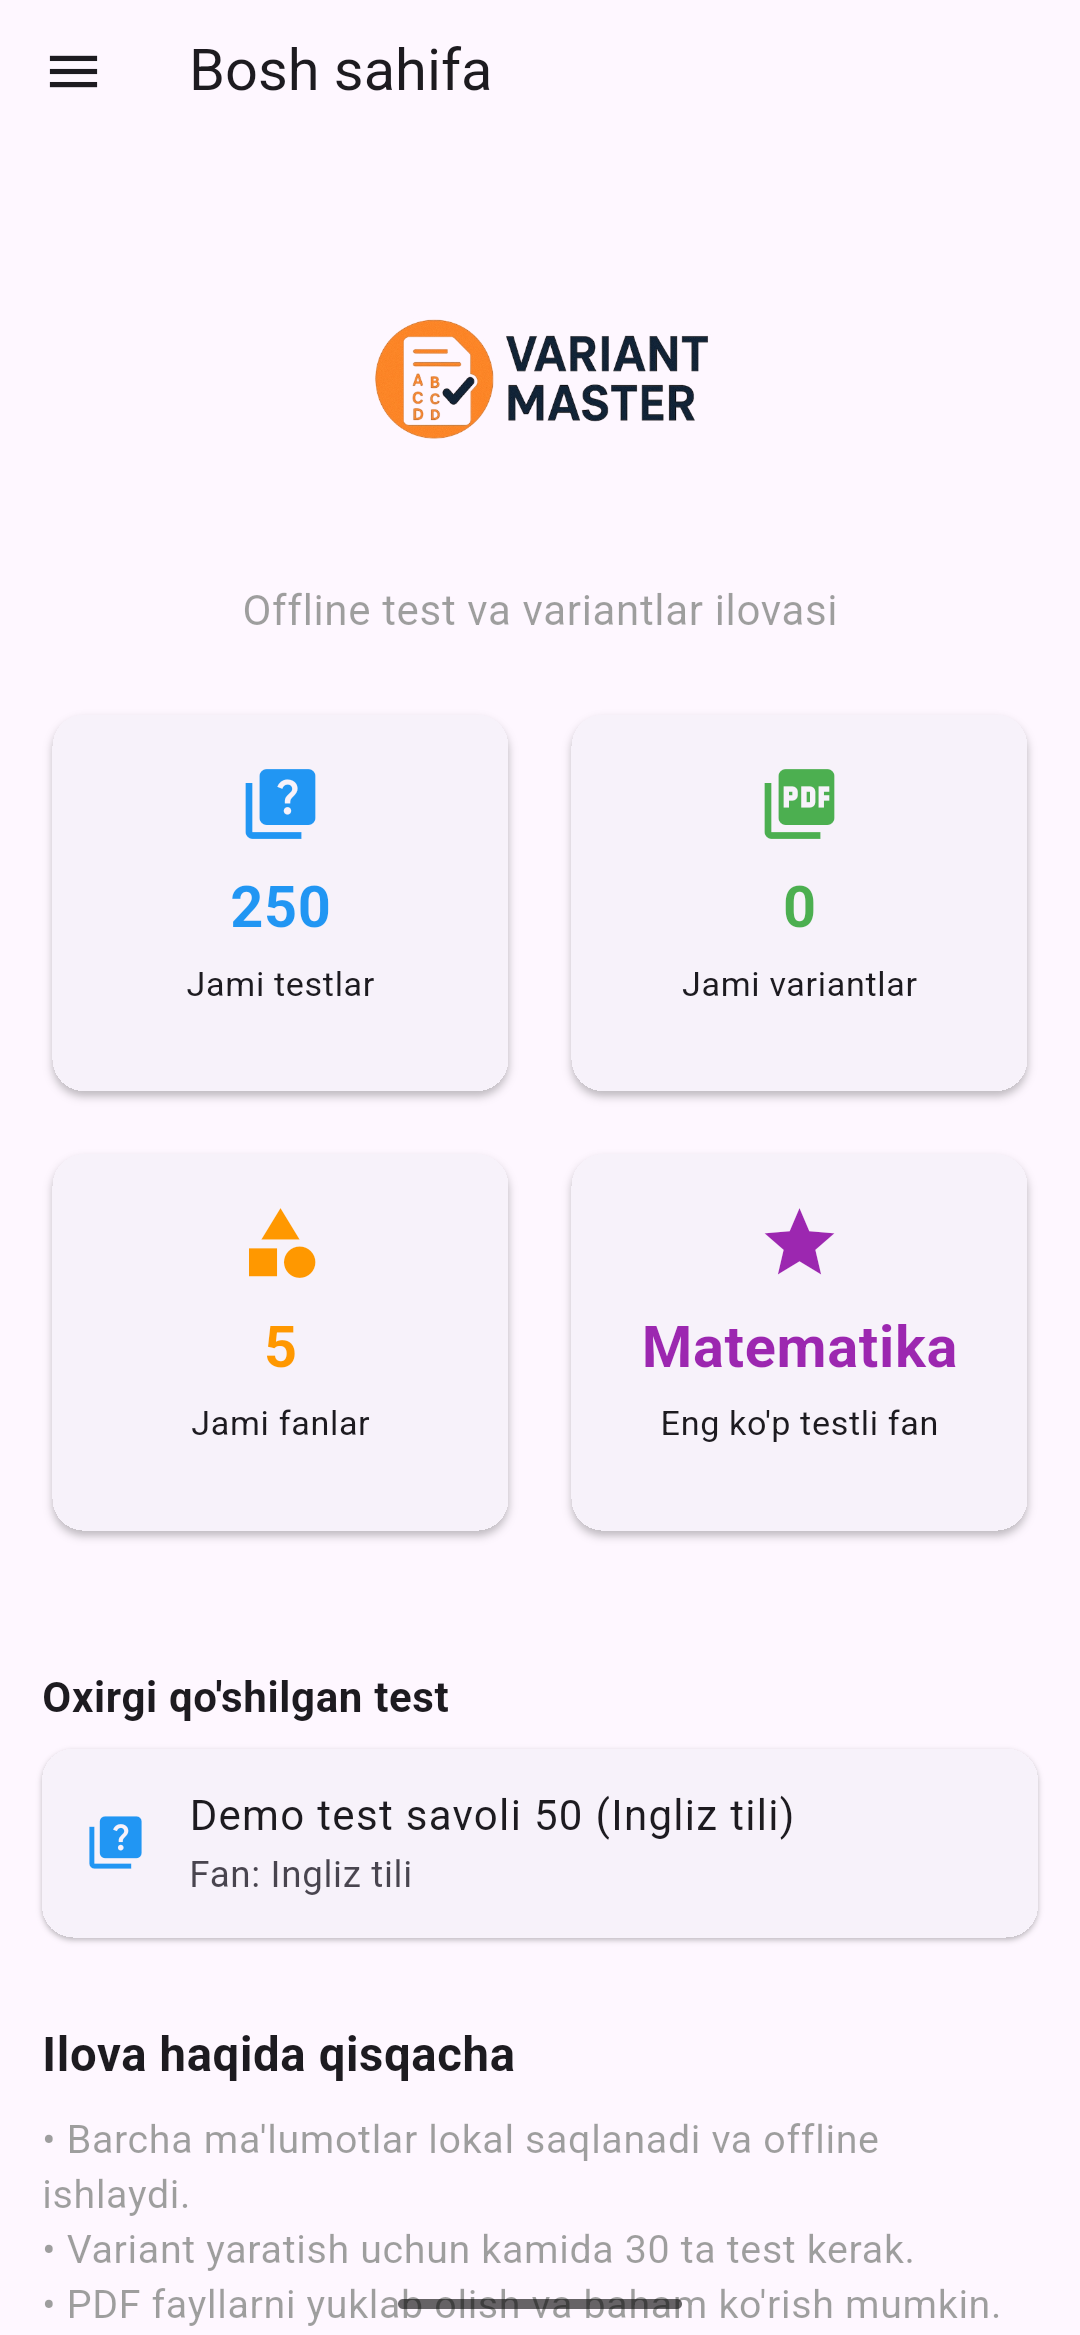 Bosh sahifa
VARIANT
MASTER
A B
C C
D D
Offline test va variantlar ilovasi
?
PDF
250
0
Jami testlar
Jami variantlar
5
Matematika
Jami fanlar
Eng ko'p testli fan
Oxirgi qo'shilgan test
?
Demo test savoli 50 (Ingliz tili)
Fan: Ingliz tili
Ilova haqida qisqacha
• Barcha ma'lumotlar lokal saqlanadi va offline
ishlaydi.
• Variant yaratish uchun kamida 30 ta test kerak.
• PDF fayllarni yuklab olish va baham ko'rish mumkin.